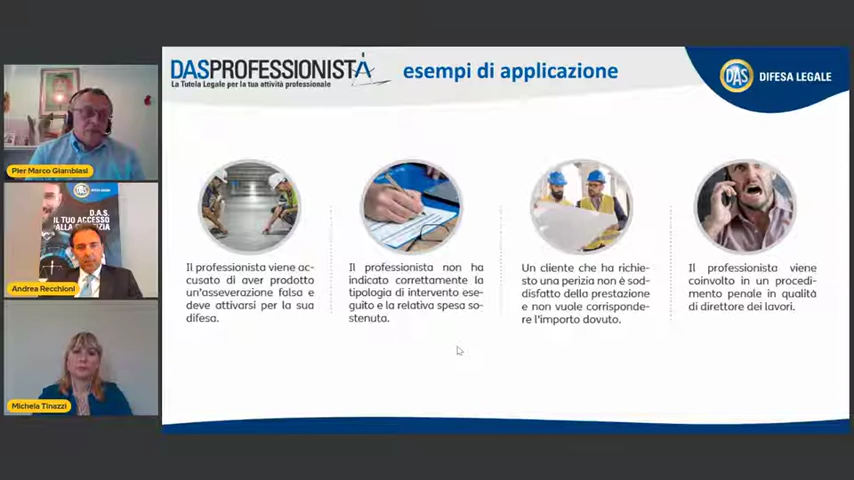 DASPROFESSIONISTA
La Tutela Legale per la tua attività professionale
esempi di applicazione
DAS
DIFESA LEGALE
Pier Marco Giambiasi
D.A.S.
IL TUO ACCESSO
ALLA GIUSTIZIA
Andrea Recchioni
Michela Tinazzi
Il professionista viene ac-
cusato di aver prodotto
un'asseverazione falsa e
deve attivarsi per la sua
difesa.
Il professionista non ha
indicato correttamente la
tipologia di intervento ese-
guito e la relativa spesa so-
stenuta.
Un cliente che ha richie-
sto una perizia non è sod-
disfatto della prestazione
e non vuole corrisponde-
re l'importo dovuto.
Il professionista viene
coinvolto in un procedi-
mento penale in qualità
di direttore dei lavori.